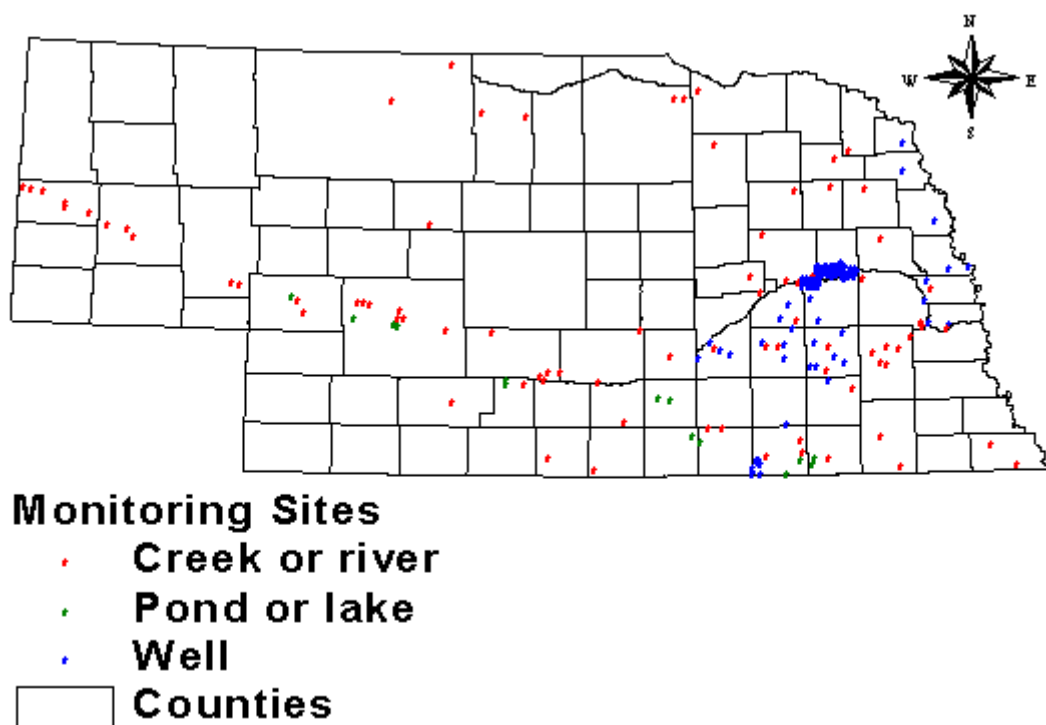 N
W E
S
Monitoring Sites
Creek or river
Pond or lake
Well
Counties